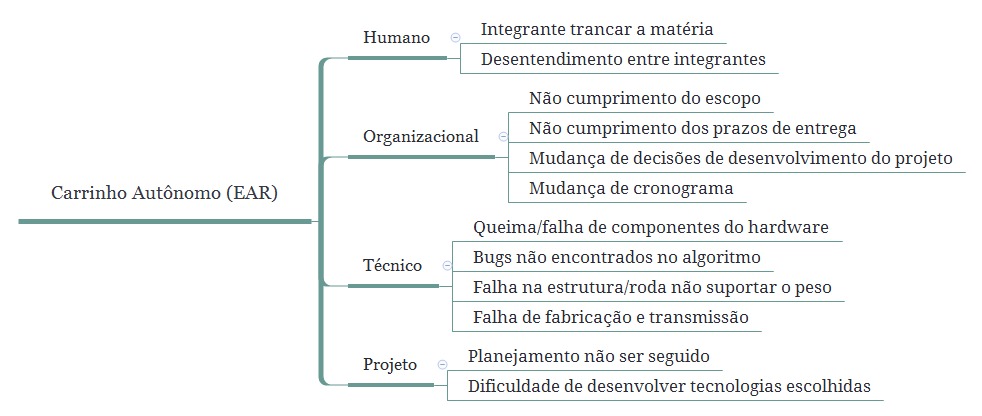 Carrinho Autônomo (EAR)
Humano
Integrante trancar a matéria
Desentendimento entre integrantes
Organizacional
Não cumprimento do escopo
Não cumprimento dos prazos de entrega
Mudança de decisões de desenvolvimento do projeto
Mudança de cronograma
Técnico
Queima/falha de componentes do hardware
Bugs não encontrados no algoritmo
Falha na estrutura/roda não suportar o peso
Falha de fabricação e transmissão
Projeto
Planejamento não ser seguido
Dificuldade de desenvolver tecnologias escolhidas